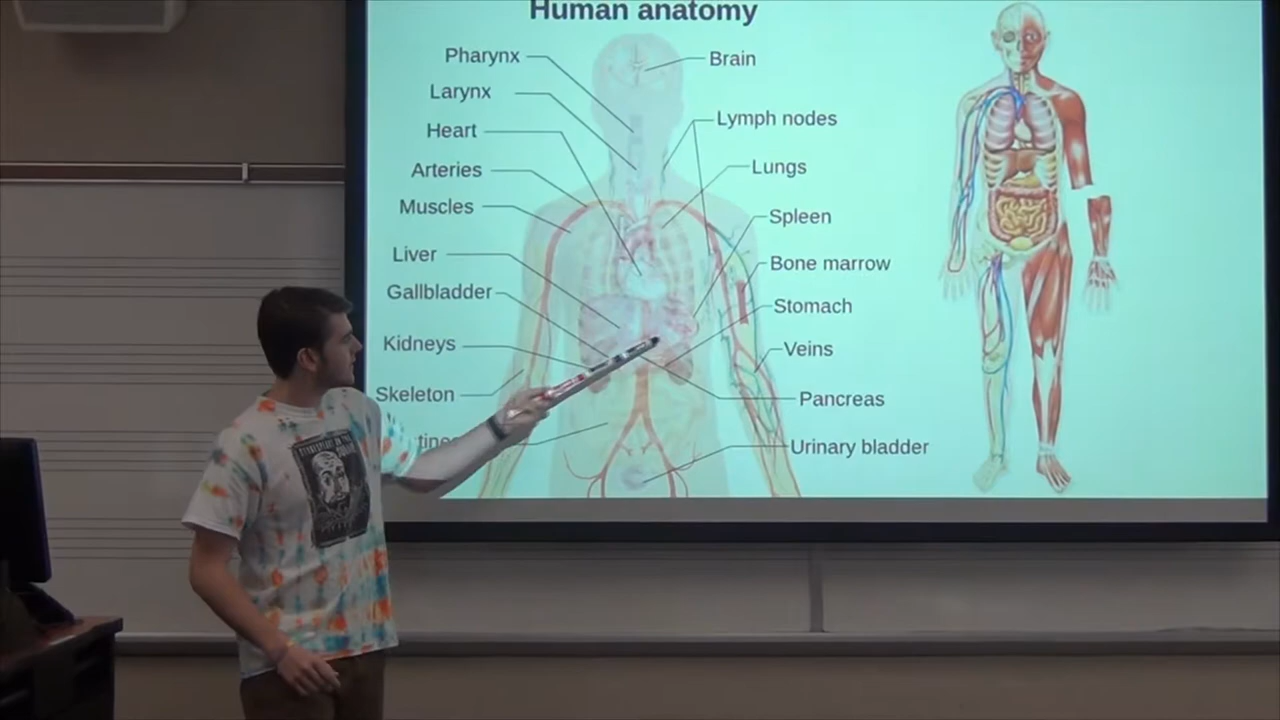 Human anatomy
Pharynx
Larynx
Heart
Arteries
Muscles
Liver
Gallbladder
Kidneys
Skeleton
tine
Brain
Lymph nodes
Lungs
Spleen
Bone marrow
Stomach
Veins
Pancreas
Urinary bladder